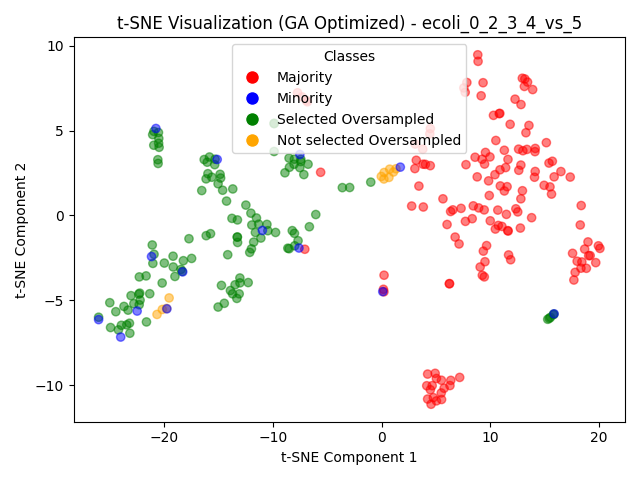 t-SNE Visualization (GA Optimized) - ecoli_0_2_3_4_vs_5
10
5
0
−5
−10
t-SNE Component 2
Classes
Majority
Minority
Selected Oversampled
Not selected Oversampled
−20
−10
0
10
20
t-SNE Component 1